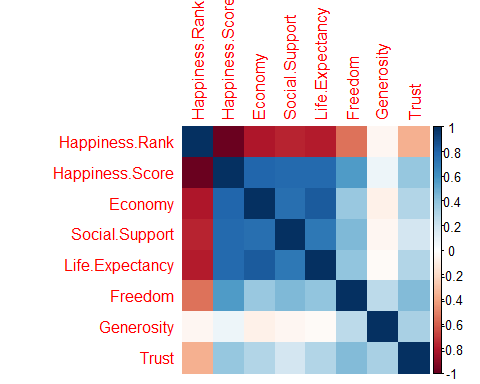 Happiness.Rank
Happiness.Score
Economy
Social.Support
Life.Expectancy
Freedom
Generosity
Trust
Happiness.Rank
Happiness.Score
Economy
Social.Support
Life.Expectancy
Freedom
Generosity
Trust
1
0.8
0.6
0.4
0.2
0
-0.2
-0.4
-0.6
-0.8
-1